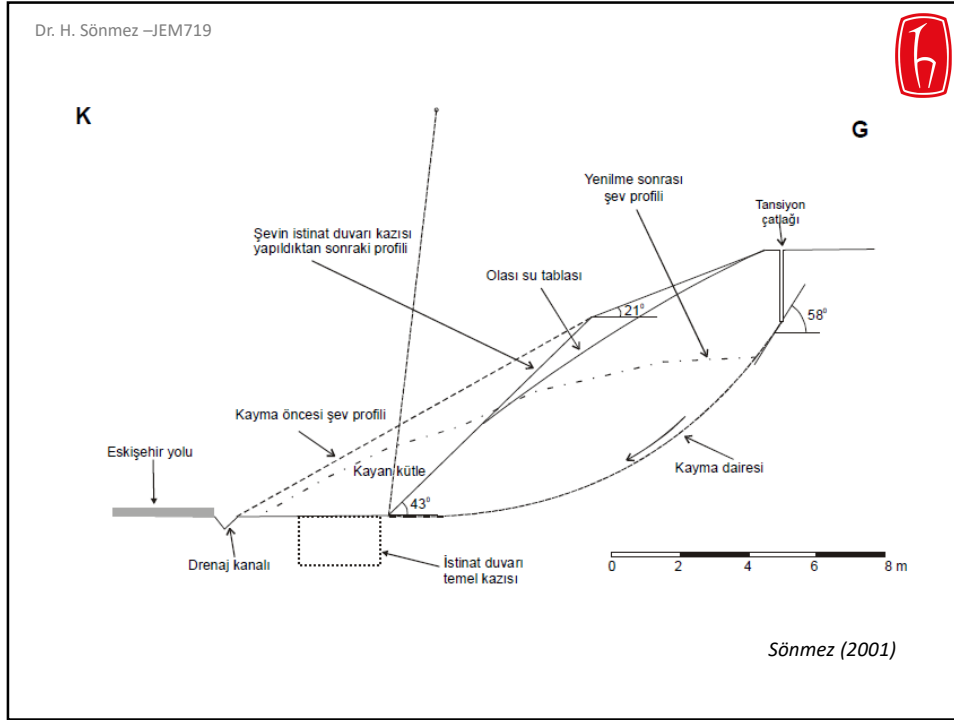 Dr. H. Sönmez –JEM719
K
G
Yenilme sonrası
şev profili
Tansiyon
çatlağı
Şevin istinat duvarı kazısı
yapıldıktan sonraki profili
Olası su tablası
21°
58°
Kayma öncesi şev profili
Eskişehir yolu
Kayan kütle
Kayma dairesi
43°
Drenaj kanalı
İstinat duvarı
temel kazısı
0 2 4 6 8 m
Sönmez (2001)